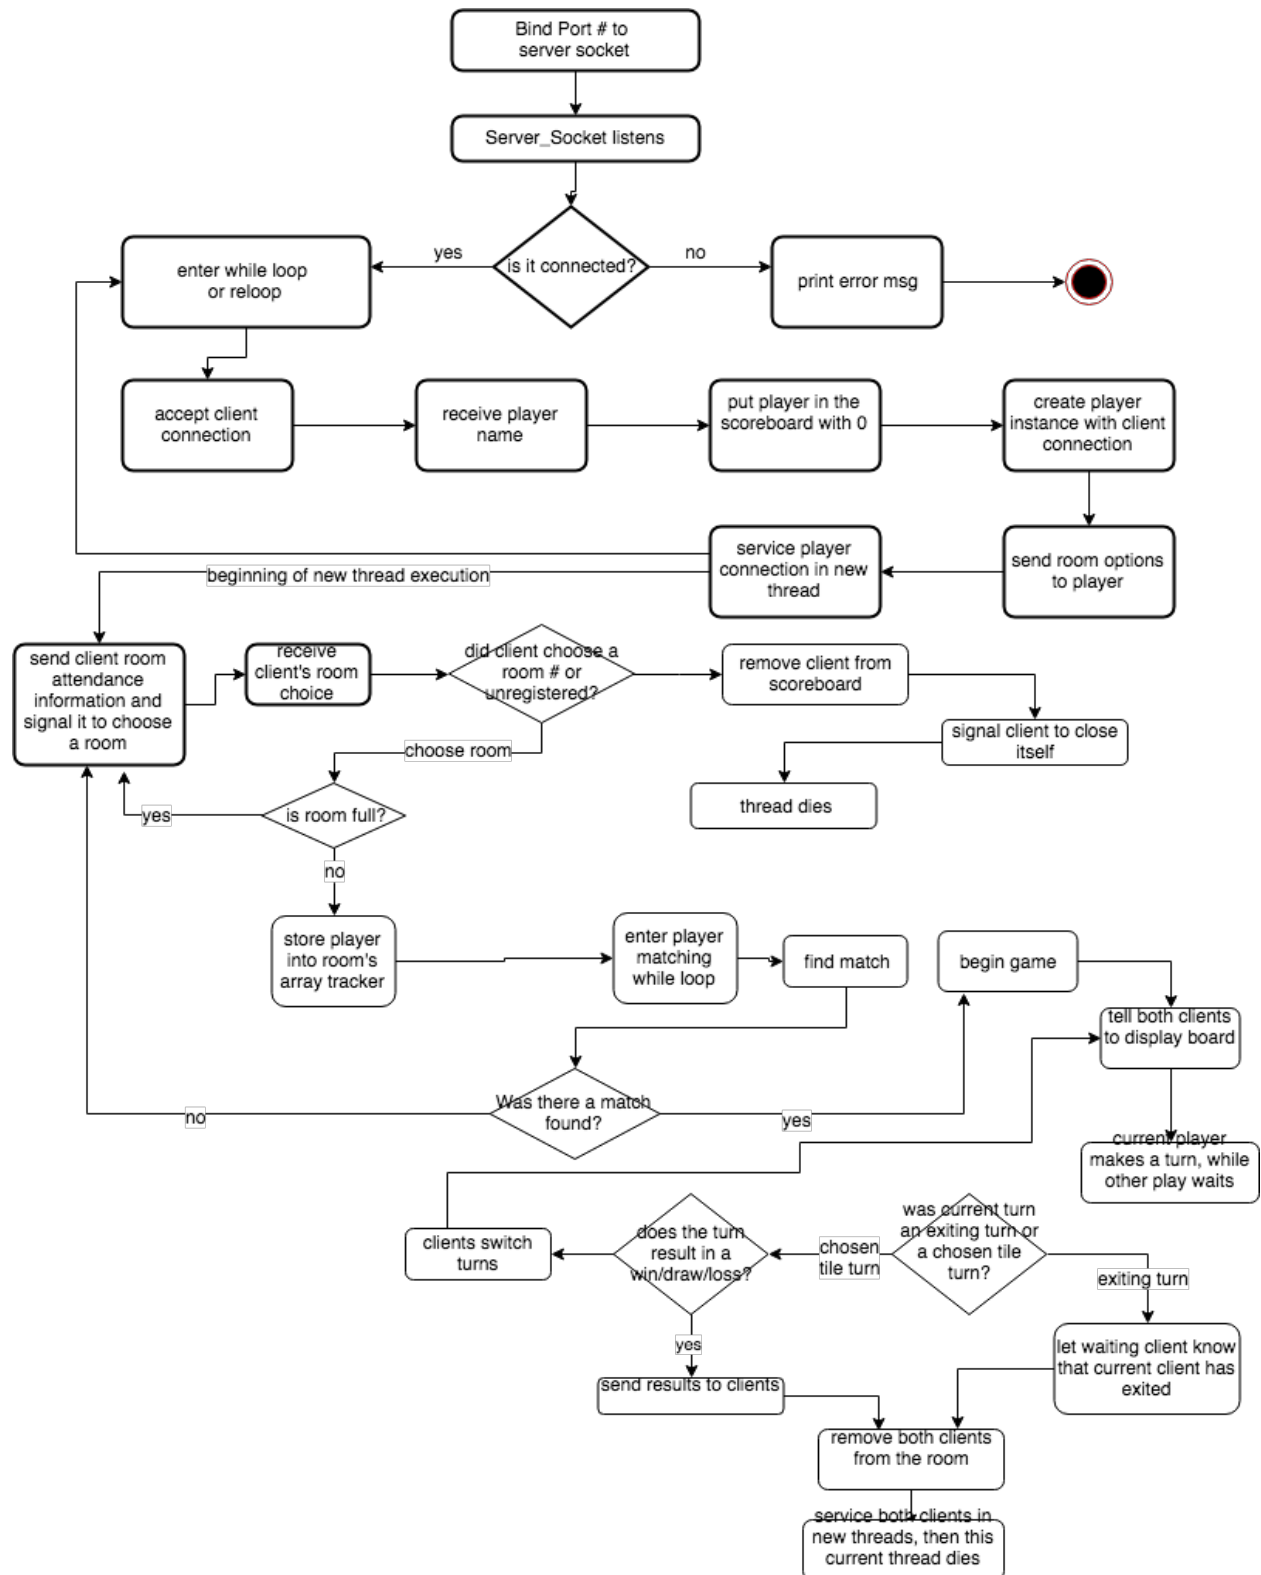 Bind Port # to
server socket
Server_Socket listens
is it connected?
yes
no
enter while loop
or reloop
print error msg
accept client
connection
receive player
name
put player in the
scoreboard with 0
create player
instance with client
connection
service player
connection in new
thread
send room options
to player
beginning of new thread execution
send client room
attendance
information and
signal it to choose
a room
receive
client's room
choice
did client choose a
room # or
unregistered?
remove client from
scoreboard
signal client to close
itself
thread dies
choose room
is room full?
yes
no
store player
into room's
array tracker
enter player
matching
while loop
find match
begin game
tell both clients
to display board
Was there a match
found?
no
yes
current player
makes a turn, while
other play waits
was current turn
an exiting turn or
a chosen tile
turn?
chosen
tile turn
exiting turn
does the turn
result in a
win/draw/loss?
clients switch
turns
yes
let waiting client know
that current client has
exited
send results to clients
remove both clients
from the room
service both clients in
new threads, then this
current thread dies